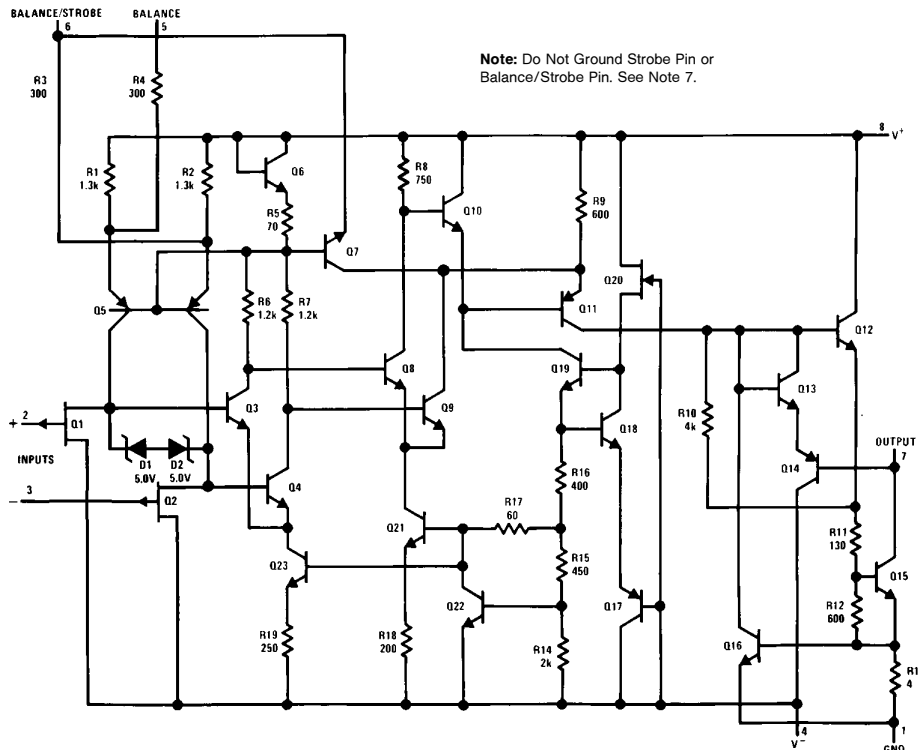 BALANCE/STROBE
6
BALANCE
5
Note: Do Not Ground Strobe Pin or
Balance/Strobe Pin. See Note 7.
R3
300
R4
300
8 V+
R1
1.3k
R2
1.3k
Q6
R8
750
Q10
R9
600
R5
70
Q7
Q20
Q5
R6
1.2k
R7
1.2k
Q11
Q12
Q8
Q19
Q13
Q3
Q9
R10
4k
Q18
OUTPUT
7
+ 2
Q1
INPUTS
D1
5.0V
D2
5.0V
Q4
R16
400
Q14
- 3
Q2
R17
60
Q21
R11
130
Q23
R15
450
Q15
Q22
Q17
R12
600
R19
250
R18
200
R14
2k
Q16
R1
4
4
V-
1
GND